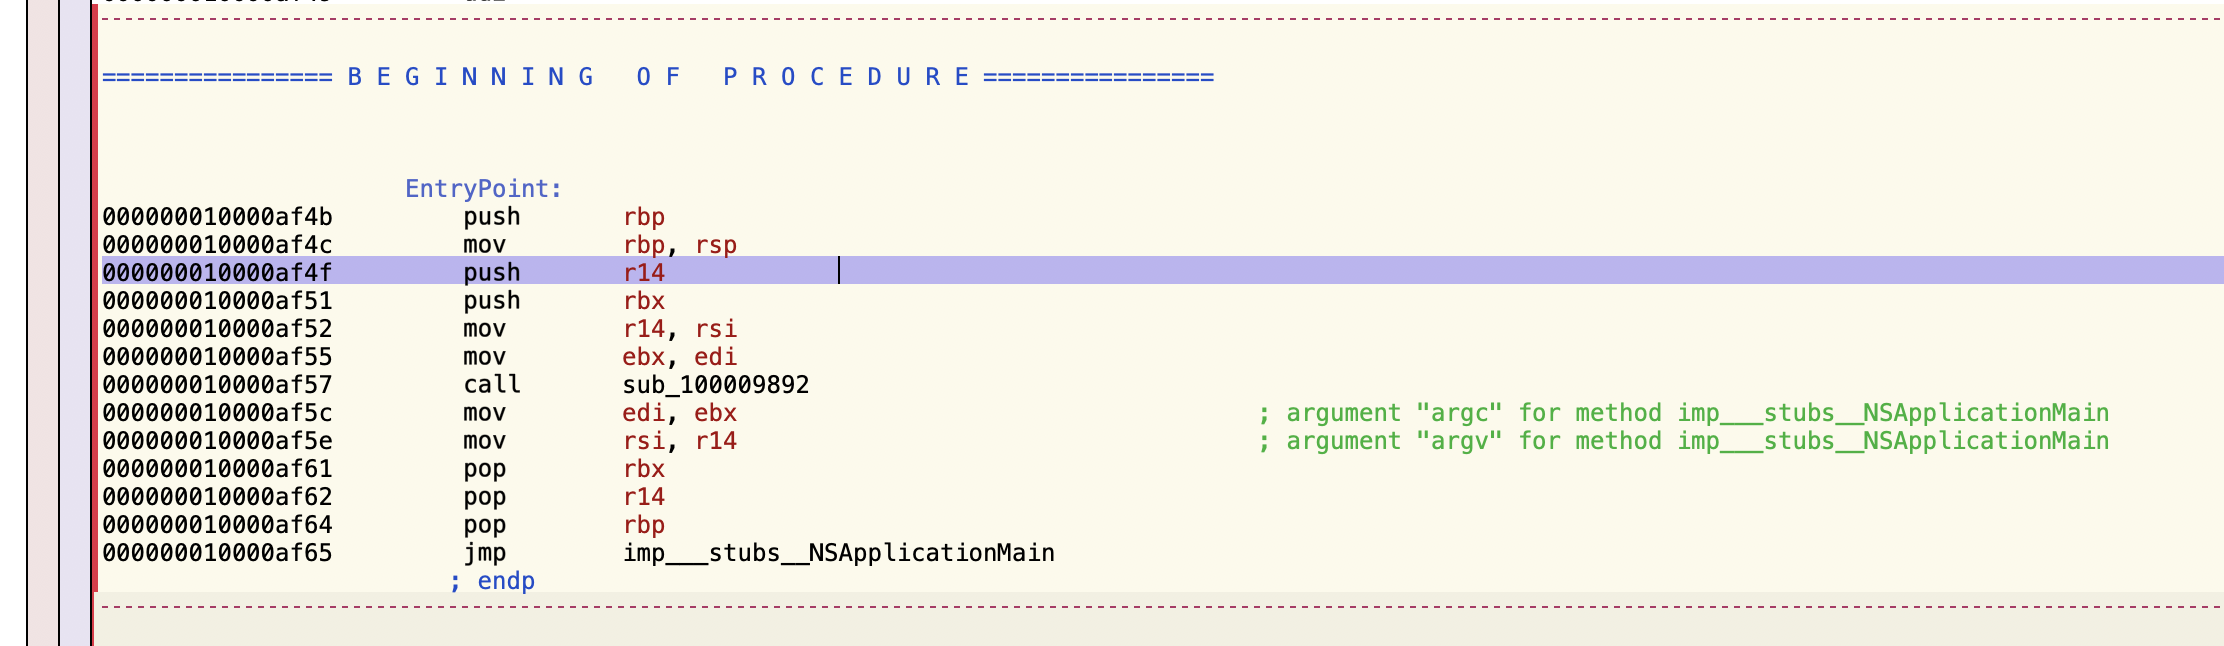 ================ B E G I N N I N G   O F   P R O C E D U R E ================
EntryPoint:
000000010000af4b push rbp
000000010000af4c mov rbp, rsp
000000010000af4f push r14
000000010000af51 push rbx
000000010000af52 mov r14, rsi
000000010000af55 mov ebx, edi
000000010000af57 call sub_100009892
000000010000af5c mov edi, ebx ; argument "argc" for method imp___stubs__NSApplicationMain
000000010000af5e mov rsi, r14 ; argument "argv" for method imp___stubs__NSApplicationMain
000000010000af61 pop rbx
000000010000af62 pop r14
000000010000af64 pop rbp
000000010000af65 jmp imp___stubs__NSApplicationMain
; endp